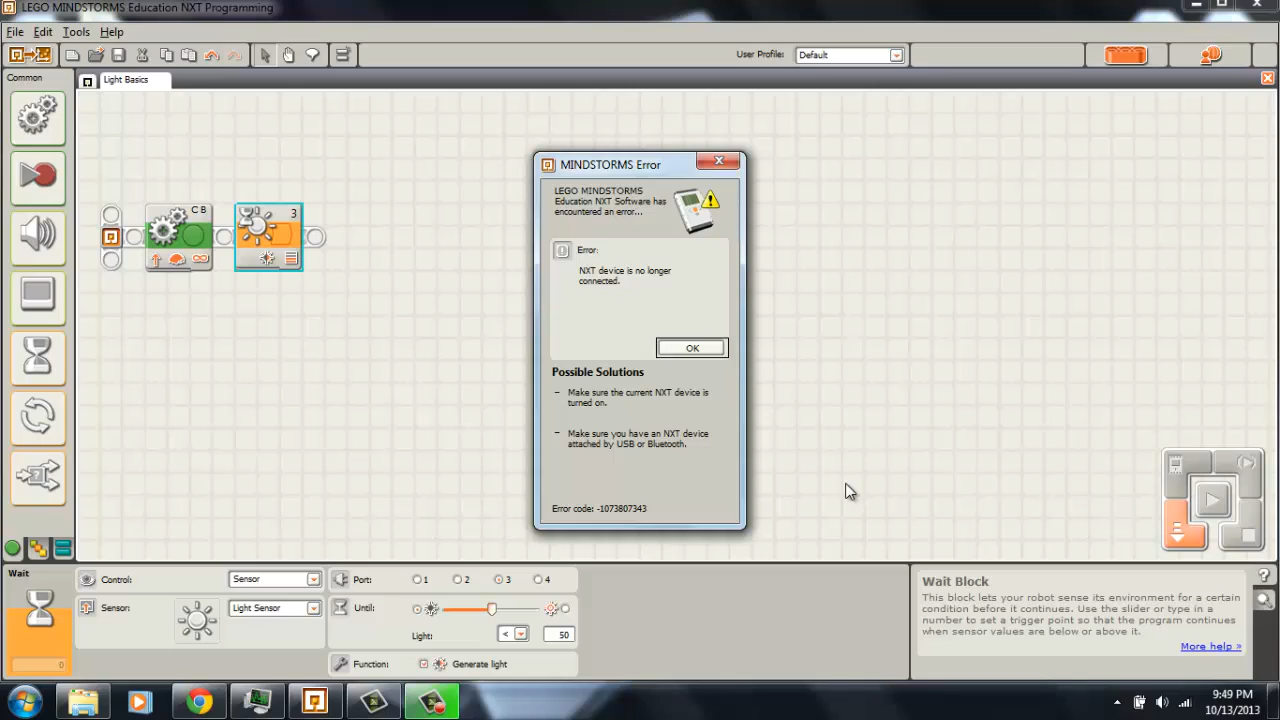 LEGO MINDSTORMS Education NXT Programming
File Edit Tools Help
User Profile: Default
Common
Light Basics
C B
3
MINDSTORMS Error
LEGO MINDSTORMS
Education NXT Software has
encountered an error...
Error:
NXT device is no longer
connected.
OK
Possible Solutions
- Make sure the current NXT device is
turned on.
- Make sure you have an NXT device
attached by USB or Bluetooth.
Error code: -1073807343
Wait
0
Control: Sensor
Sensor: Light Sensor
Port: 1 2 3 4
Until:
Light: < 50
Function: Generate light
Wait Block
This block lets your robot sense its environment for a certain
condition before it continues. Use the slider or type in a
number to set a trigger point so that the program continues
when sensor values are below or above it.
More help »
9:49 PM
10/13/2013